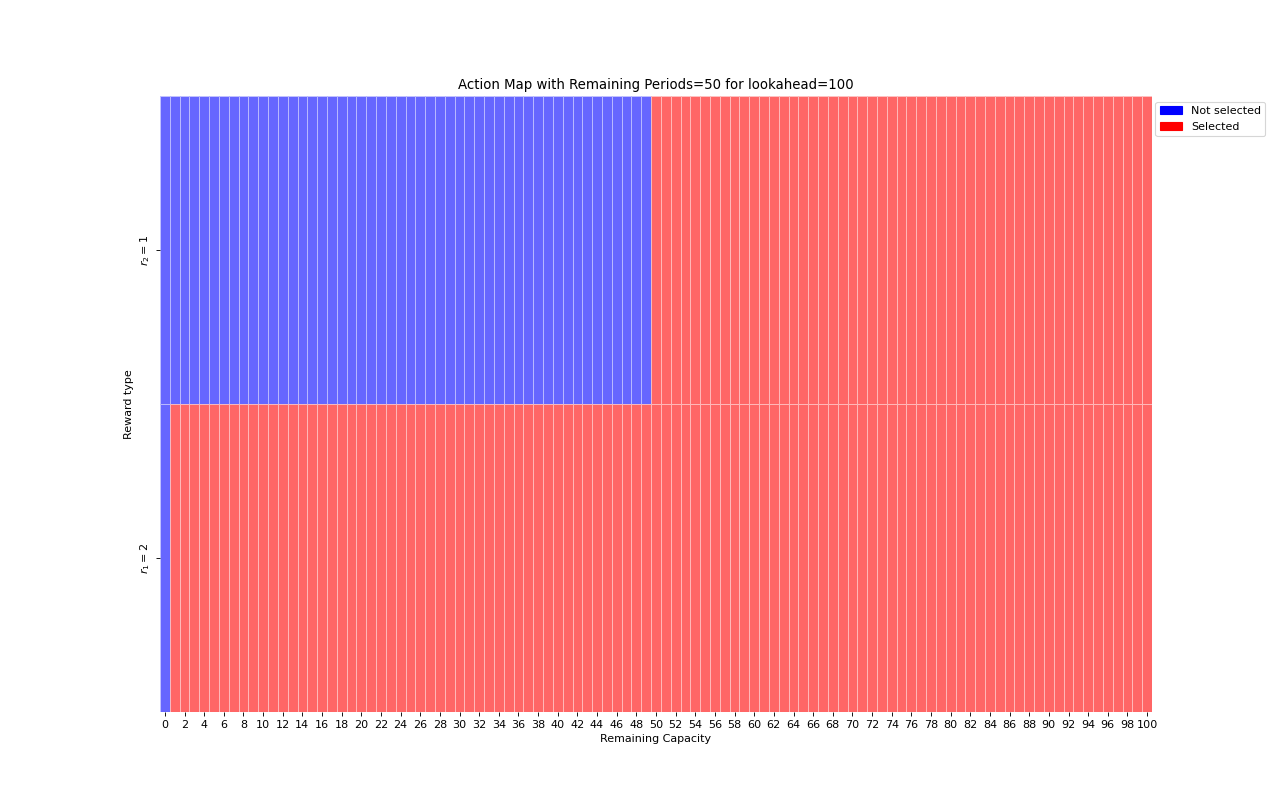 Action Map with Remaining Periods=50 for lookahead=100
Not selected
Selected
r₂ = 1
Reward type
r₁ = 2
0 2 4 6 8 10 12 14 16 18 20 22 24 26 28 30 32 34 36 38 40 42 44 46 48 50 52 54 56 58 60 62 64 66 68 70 72 74 76 78 80 82 84 86 88 90 92 94 96 98 100
Remaining Capacity